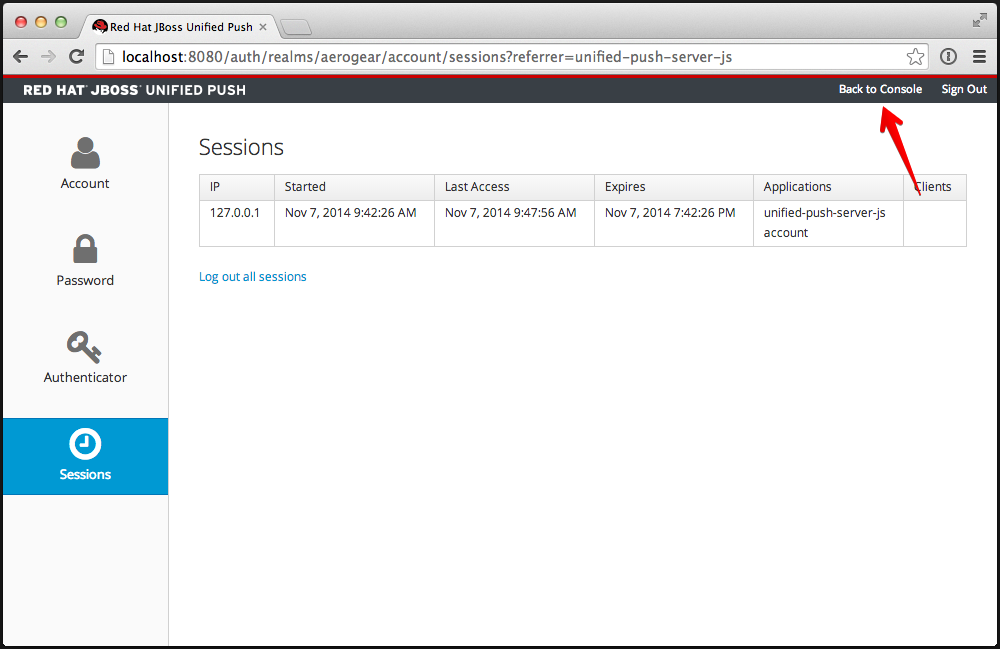 Red Hat JBoss Unified Push
localhost:8080/auth/realms/aerogear/account/sessions?referrer=unified-push-server-js
RED HAT JBOSS UNIFIED PUSH
Back to Console
Sign Out
Account
Password
Authenticator
Sessions
Sessions
IP Started Last Access Expires Applications Clients
127.0.0.1 Nov 7, 2014 9:42:26 AM Nov 7, 2014 9:47:56 AM Nov 7, 2014 7:42:26 PM unified-push-server-js
account
Log out all sessions